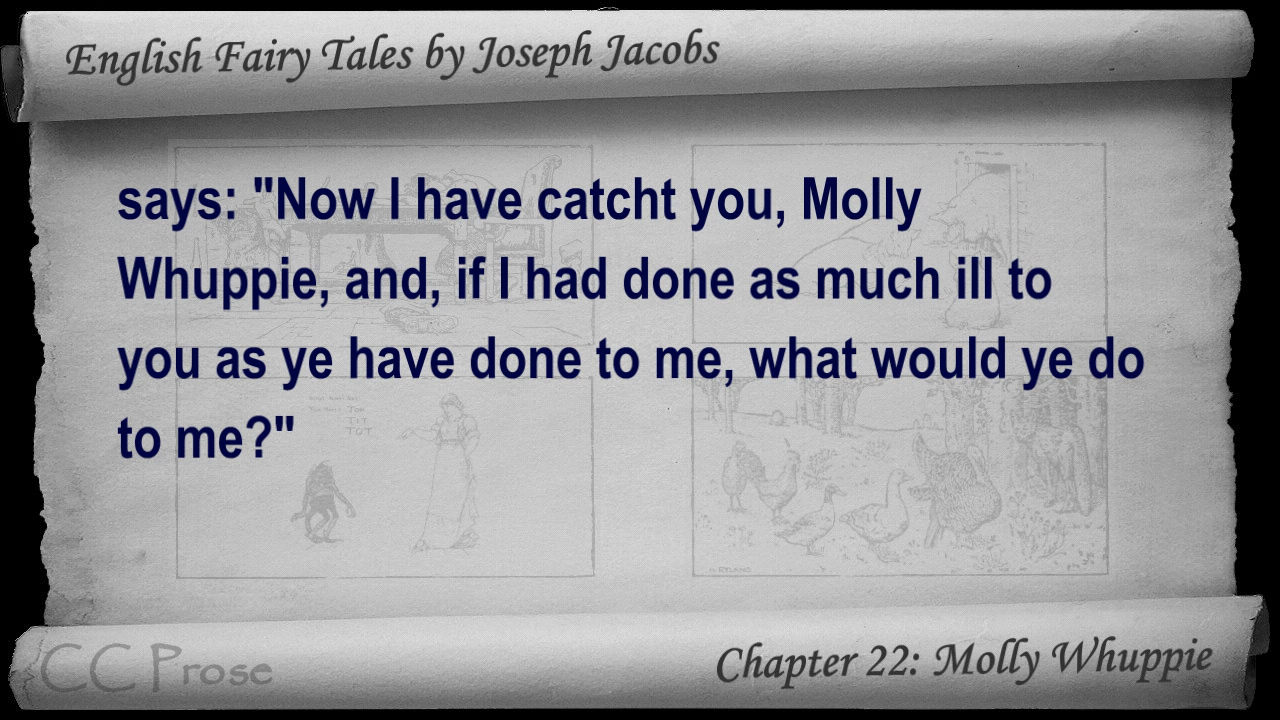 English Fairy Tales by Joseph Jacobs
says: "Now I have catcht you, Molly
Whuppie, and, if I had done as much ill to
you as ye have done to me, what would ye do
to me?"
TIT
TOT
CC Prose
Chapter 22: Molly Whuppie